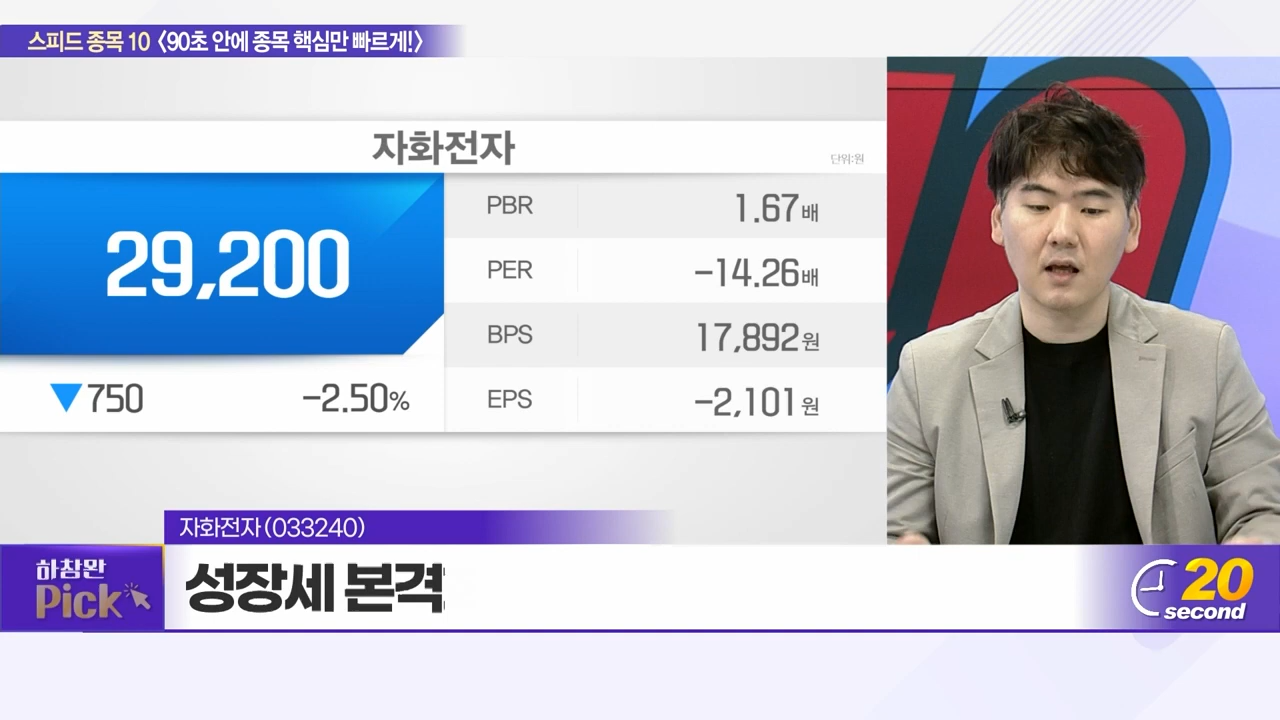 스피드 종목 10 〈90초 안에 종목 핵심만 빠르게!〉
자화전자
단위:원
29,200
▼750 -2.50%
PBR 1.67배
PER -14.26배
BPS 17,892원
EPS -2,101원
자화전자(033240)
하창완
Pick
성장세 본격
20
second